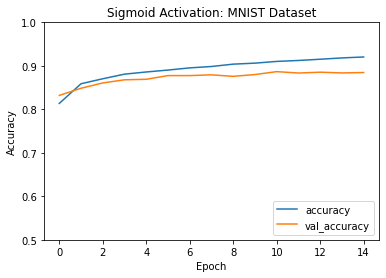 Sigmoid Activation: MNIST Dataset
1.0
0.9
0.8
0.7
0.6
0.5
Accuracy
accuracy
val_accuracy
0 2 4 6 8 10 12 14
Epoch